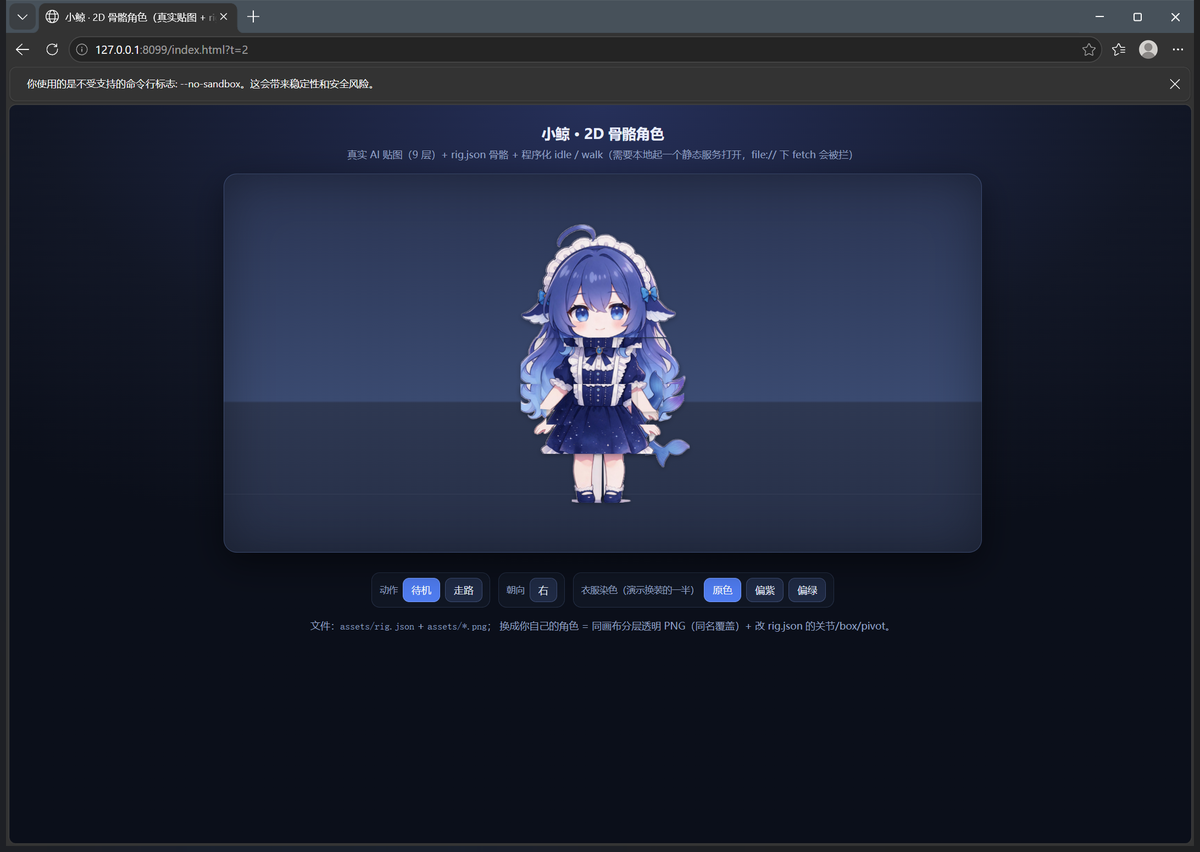 小鲸 · 2D 骨骼角色（真实贴图 + ri
127.0.0.1:8099/index.html?t=2
你使用的是不受支持的命令行标志: --no-sandbox。这会带来稳定性和安全风险。
小鲸 · 2D 骨骼角色
真实 AI 贴图（9 层）+ rig.json 骨骼 + 程序化 idle / walk（需要本地起一个静态服务打开，file:// 下 fetch 会被拦）
动作 待机 走路 朝向 右 衣服染色（演示换装的一半） 原色 偏紫 偏绿
文件：assets/rig.json + assets/*.png； 换成你自己的角色 = 同画布分层透明 PNG（同名覆盖）+ 改 rig.json 的关节/box/pivot。